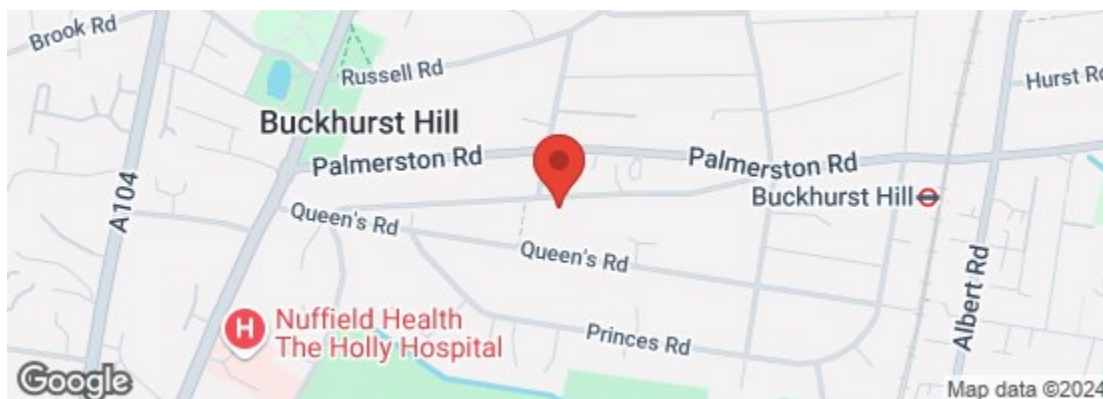 Brook Rd
Russell Rd
Hurst Rd
Buckhurst Hill
Palmerston Rd
Palmerston Rd
Buckhurst Hill
A104
Queen's Rd
Queen's Rd
Albert Rd
H
Nuffield Health
The Holly Hospital
Princes Rd
Google
Map data ©2024